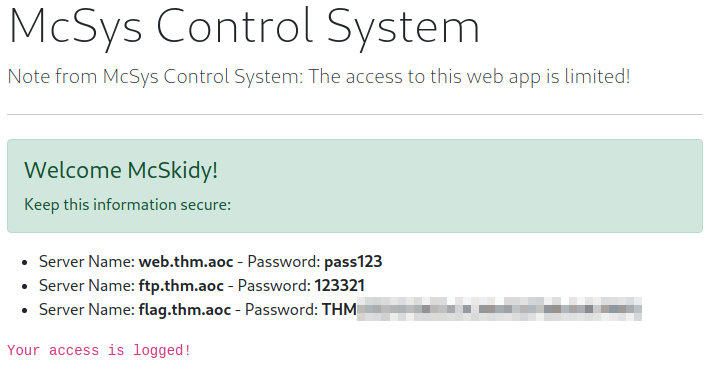 McSys Control System
Note from McSys Control System: The access to this web app is limited!
Welcome McSkidy!
Keep this information secure:
Server Name: web.thm.aoc - Password: pass123
Server Name: ftp.thm.aoc - Password: 123321
Server Name: flag.thm.aoc - Password: THM
Your access is logged!